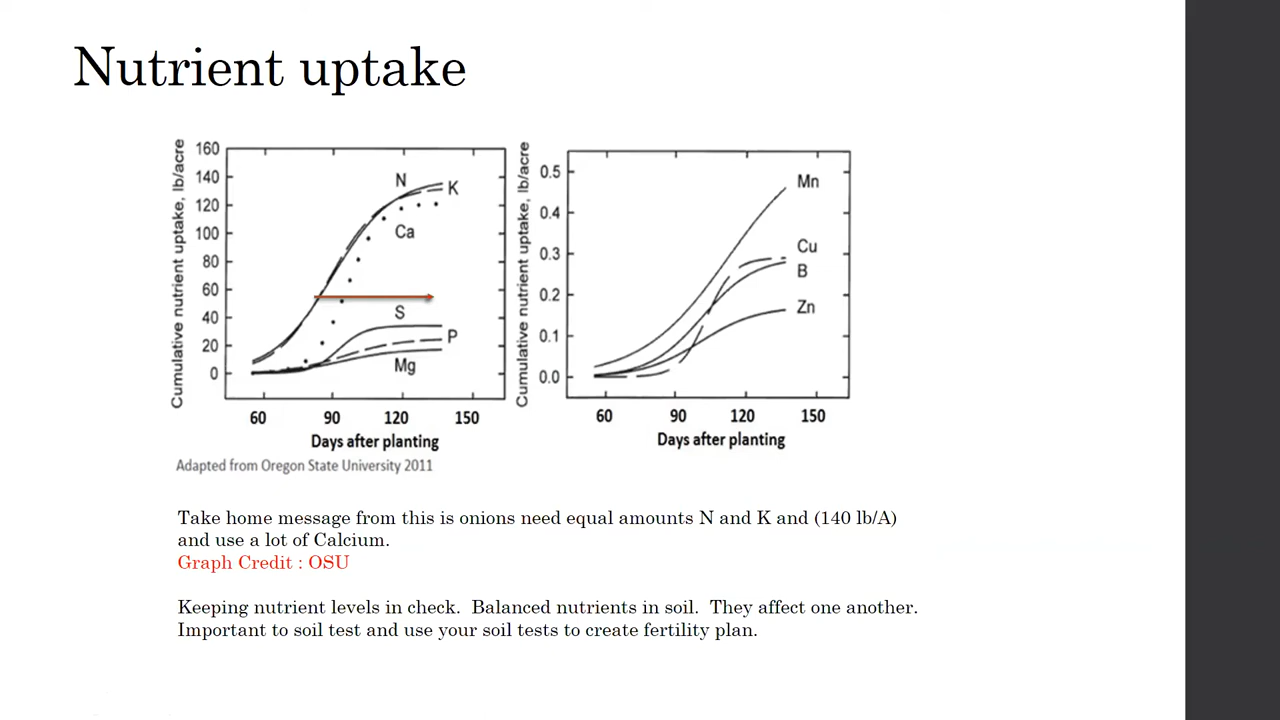 Nutrient uptake
Cumulative nutrient uptake, lb/acre
160
140
120
100
80
60
40
20
0
N
K
Ca
S
P
Mg
60 90 120 150
Days after planting
Adapted from Oregon State University 2011
Cumulative nutrient uptake, lb/acre
0.5
0.4
0.3
0.2
0.1
0.0
Mn
Cu
B
Zn
60 90 120 150
Days after planting
Take home message from this is onions need equal amounts N and K and (140 lb/A)
and use a lot of Calcium.
Graph Credit : OSU
Keeping nutrient levels in check. Balanced nutrients in soil. They affect one another.
Important to soil test and use your soil tests to create fertility plan.